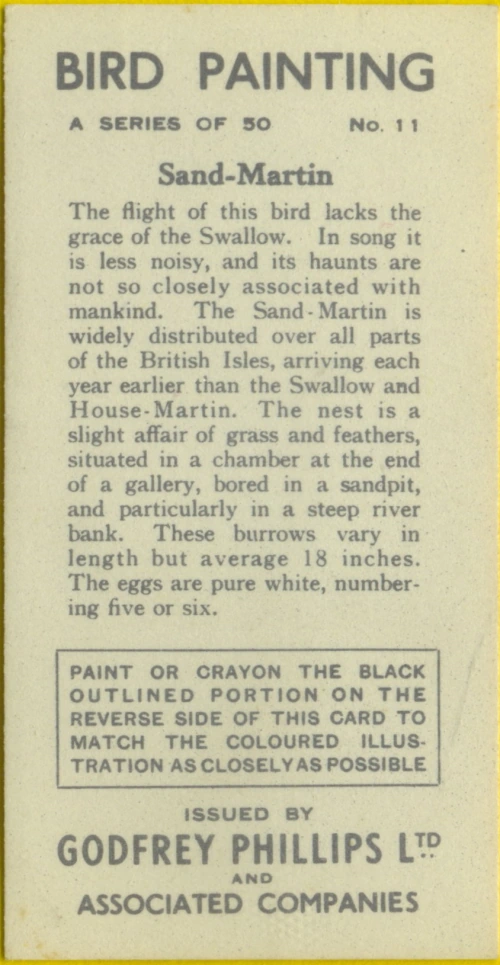 BIRD PAINTING
A SERIES OF 50 No. 11
Sand-Martin
The flight of this bird lacks the
grace of the Swallow. In song it
is less noisy, and its haunts are
not so closely associated with
mankind. The Sand-Martin is
widely distributed over all parts
of the British Isles, arriving each
year earlier than the Swallow and
House-Martin. The nest is a
slight affair of grass and feathers,
situated in a chamber at the end
of a gallery, bored in a sandpit,
and particularly in a steep river
bank. These burrows vary in
length but average 18 inches.
The eggs are pure white, number-
ing five or six.
PAINT OR CRAYON THE BLACK
OUTLINED PORTION ON THE
REVERSE SIDE OF THIS CARD TO
MATCH THE COLOURED ILLUS-
TRATION AS CLOSELY AS POSSIBLE
ISSUED BY
GODFREY PHILLIPS LTD
AND
ASSOCIATED COMPANIES